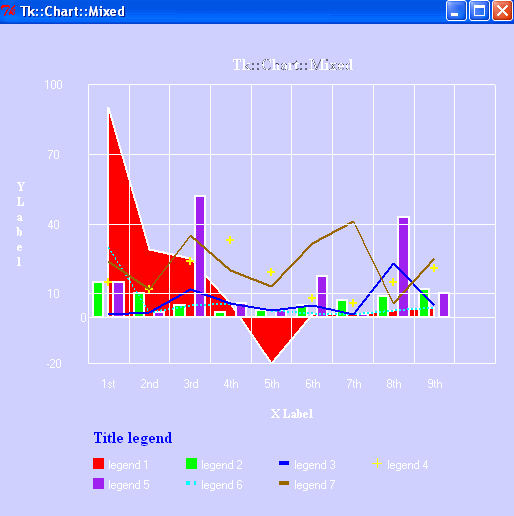 Tk::Chart::Mixed
Tk::Chart::Mixed
100
70
40
10
0
-20
Y Label
1st 2nd 3rd 4th 5th 6th 7th 8th 9th
X Label
Title legend
legend 1 legend 2 legend 3 legend 4
legend 5 legend 6 legend 7